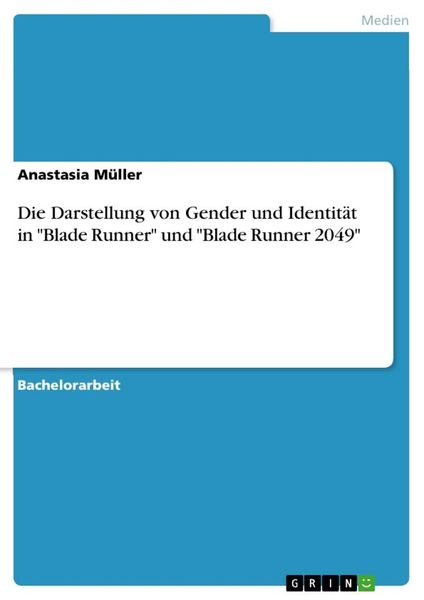 Medien
Anastasia Müller
Die Darstellung von Gender und Identität
in "Blade Runner" und "Blade Runner 2049"
Bachelorarbeit
GRIN